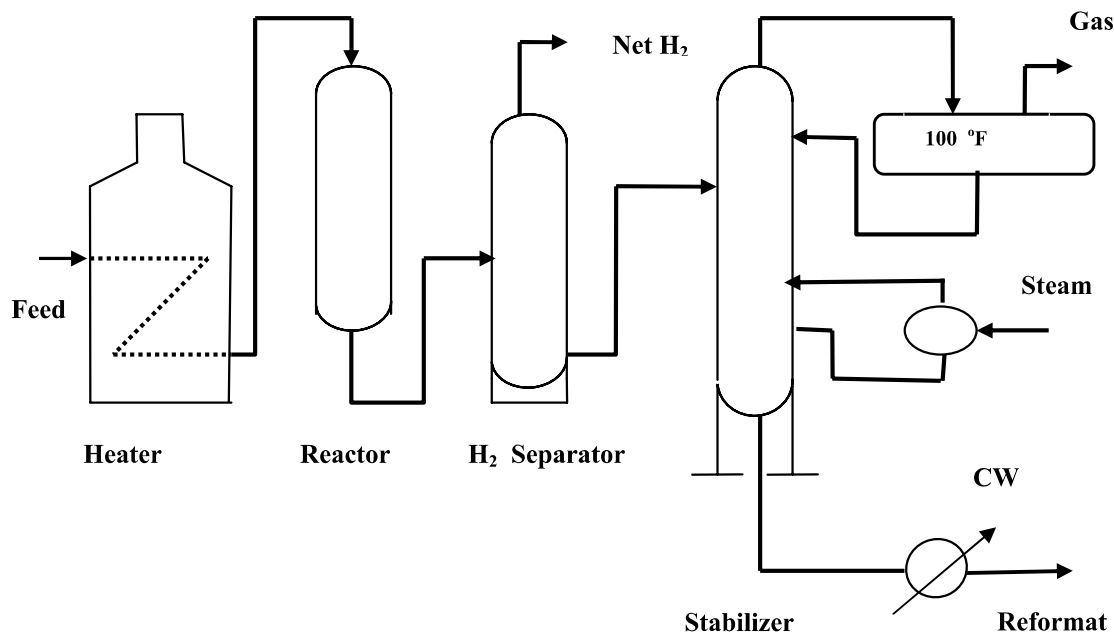 Gas
Net H₂
100 °F
Steam
Feed
Heater
Reactor
H₂ Separator
CW
Stabilizer
Reformat